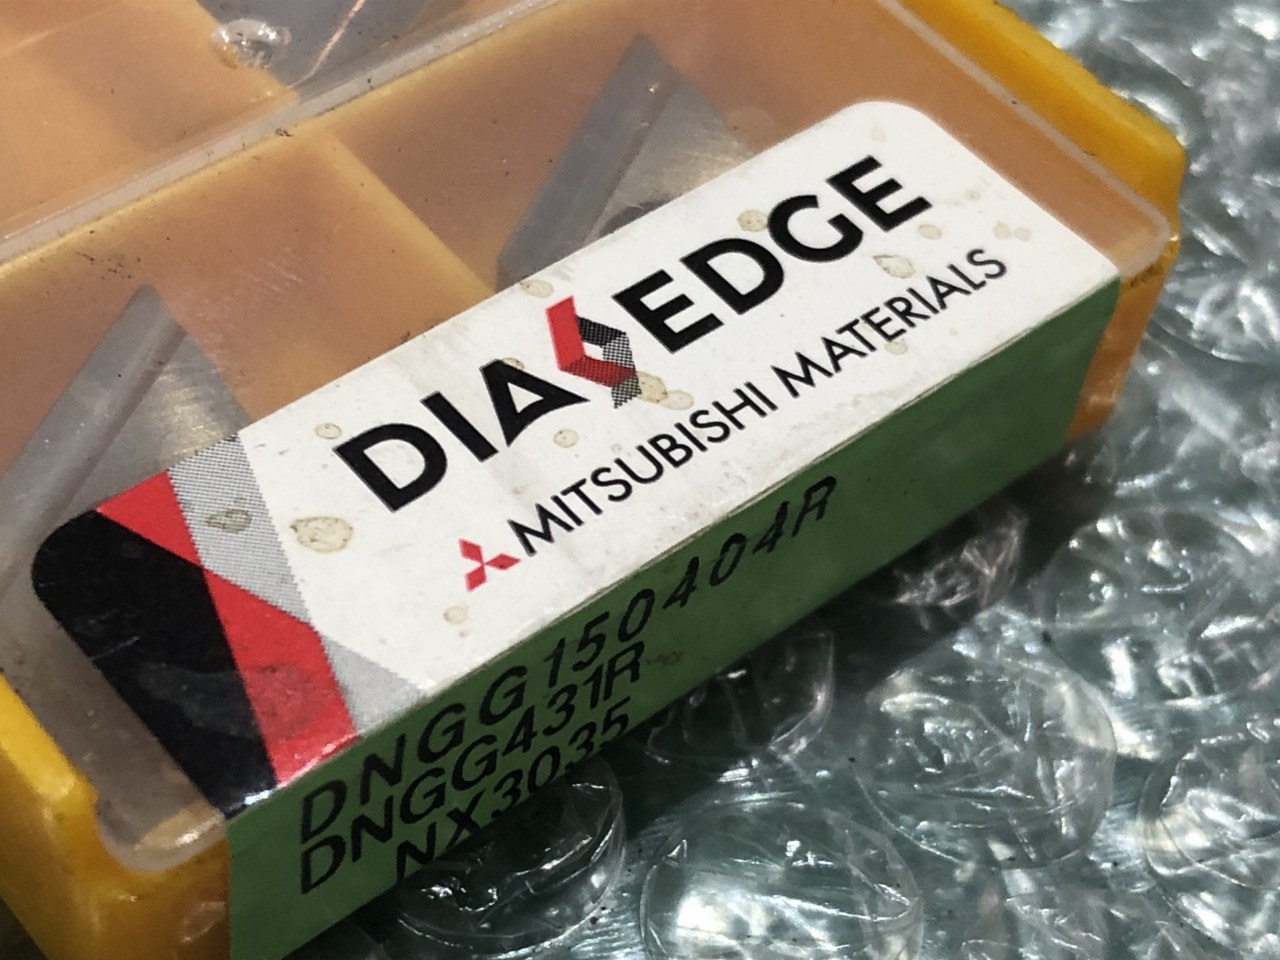 DIAEDGE
MITSUBISHI MATERIALS
DNGG150404R
DNGG431R
NX3035